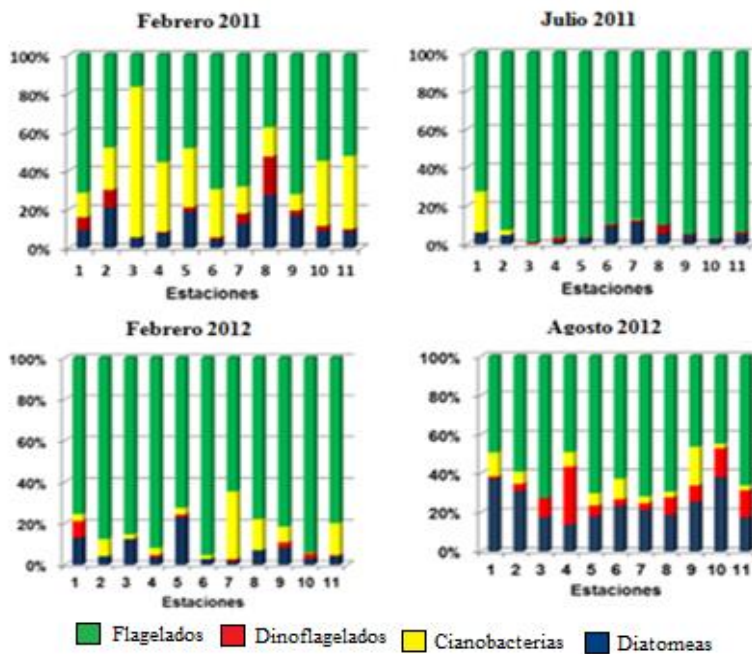 Febrero 2011
100%
80%
60%
40%
20%
0%
1 2 3 4 5 6 7 8 9 10 11
Estaciones
Julio 2011
100%
80%
60%
40%
20%
0%
1 2 3 4 5 6 7 8 9 10 11
Estaciones
Febrero 2012
100%
80%
60%
40%
20%
0%
1 2 3 4 5 6 7 8 9 10 11
Estaciones
Agosto 2012
100%
80%
60%
40%
20%
0%
1 2 3 4 5 6 7 8 9 10 11
Estaciones
Flagelados Dinoflagelados Cianobacterias Diatomeas